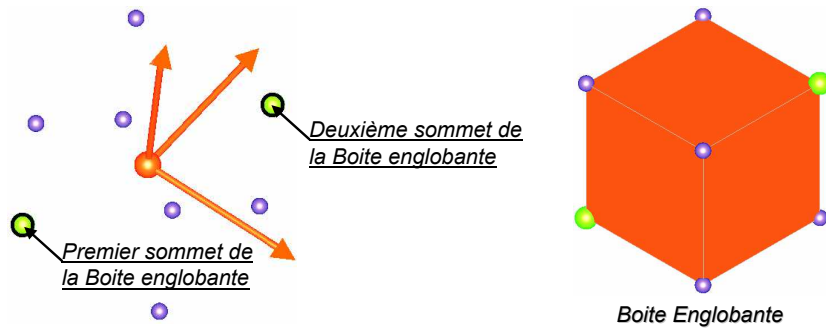 Deuxième sommet de
la Boite englobante
Premier sommet de
la Boite englobante
Boite Englobante